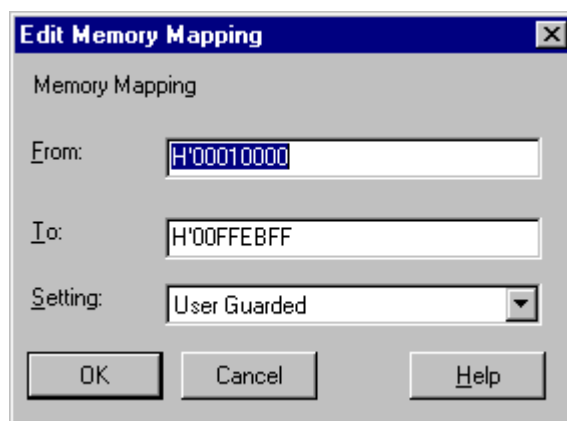 Edit Memory Mapping
Memory Mapping
From: H'00010000
To: H'00FFEBFF
Setting: User Guarded
OK Cancel Help